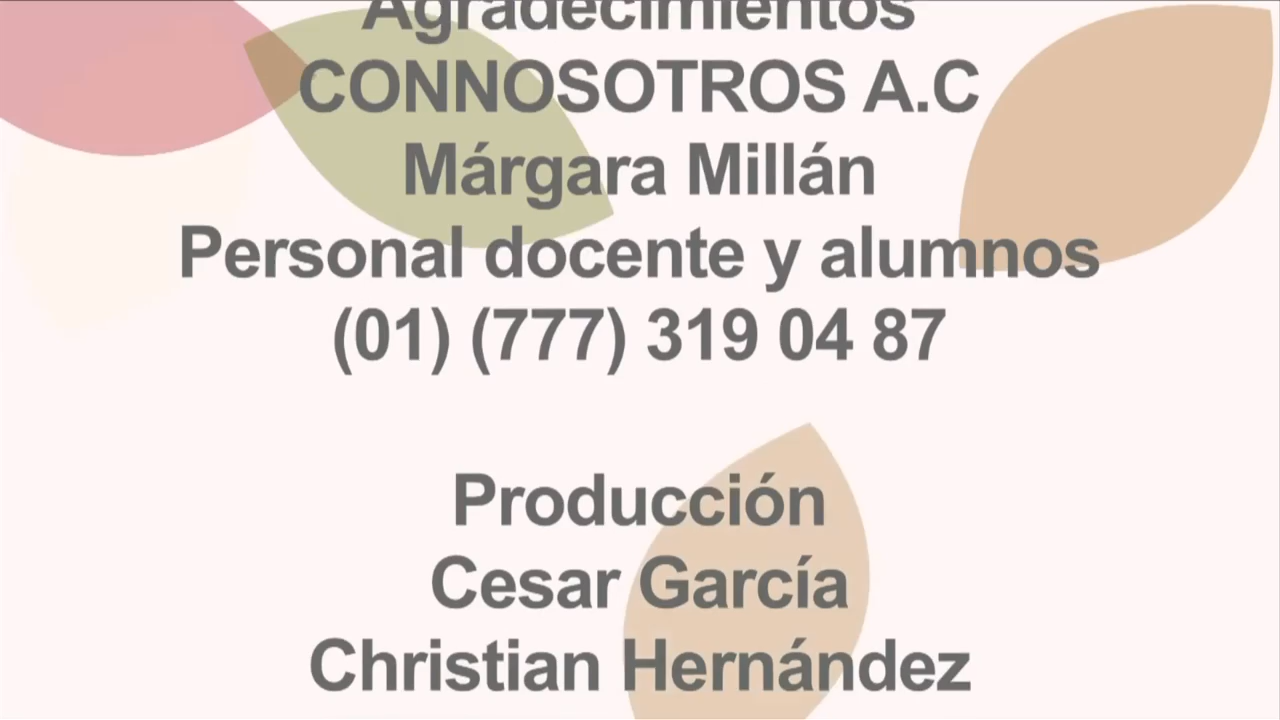 Agradecimientos
CONNOSOTROS A.C
Márgara Millán
Personal docente y alumnos
(01) (777) 319 04 87
Producción
Cesar García
Christian Hernández